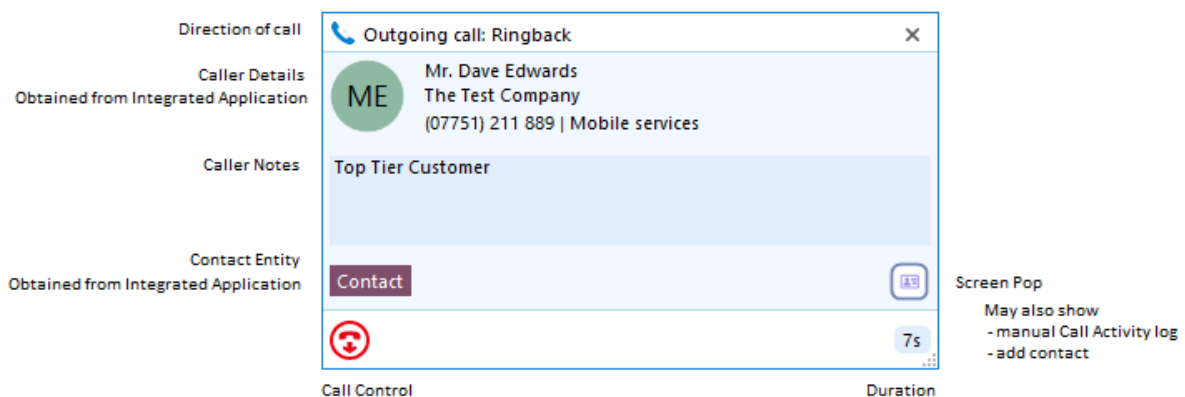 Direction of call
Outgoing call: Ringback
Caller Details
Obtained from Integrated Application
ME
Mr. Dave Edwards
The Test Company
(07751) 211 889 | Mobile services
Caller Notes
Top Tier Customer
Contact Entity
Obtained from Integrated Application
Contact
Screen Pop
May also show
- manual Call Activity log
- add contact
7s
Call Control
Duration